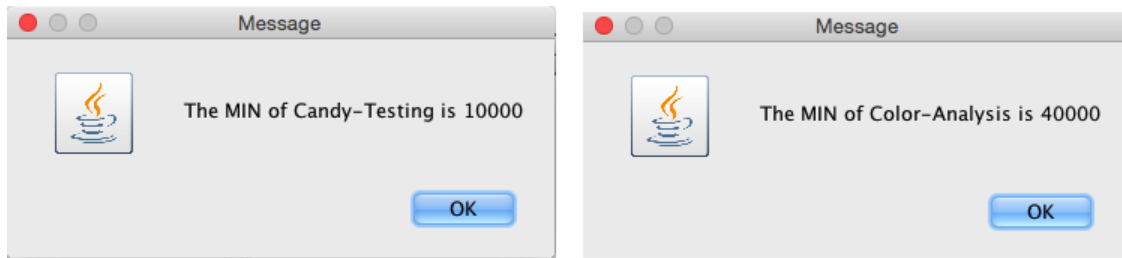 Message
The MIN of Candy-Testing is 10000
OK
Message
The MIN of Color-Analysis is 40000
OK